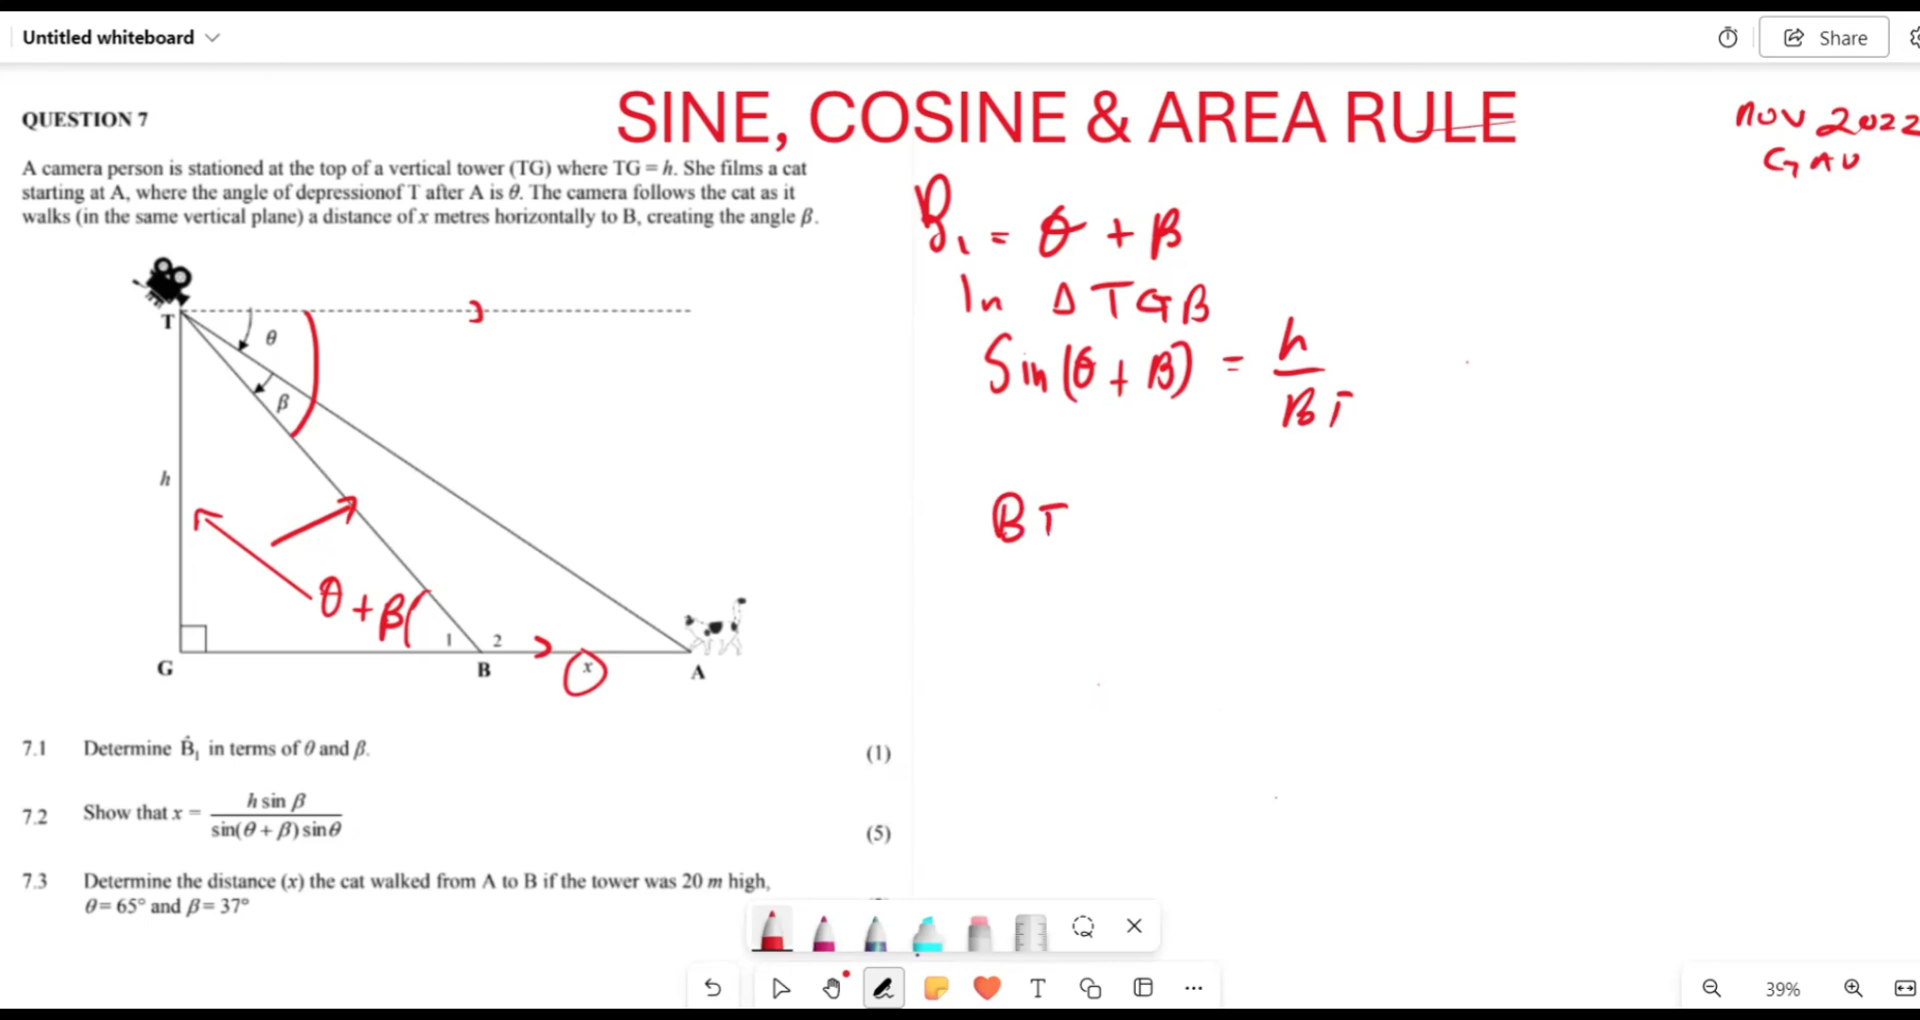 Untitled whiteboard
Share
SINE, COSINE & AREA RULE
NOV 2022
GAU
QUESTION 7
A camera person is stationed at the top of a vertical tower (TG) where TG = h. She films a cat
starting at A, where the angle of depressionof T after A is θ. The camera follows the cat as it
walks (in the same vertical plane) a distance of x metres horizontally to B, creating the angle β.
T
θ
β
h
θ + β
1
2
x
G
B
A
B₁ = θ + β
In Δ TGB
Sin(θ + β) = h / BT
BT
7.1 Determine B̂₁ in terms of θ and β. (1)
7.2 Show that x = h sin β / sin(θ + β) sin θ (5)
7.3 Determine the distance (x) the cat walked from A to B if the tower was 20 m high,
θ= 65° and β= 37°
T
39%